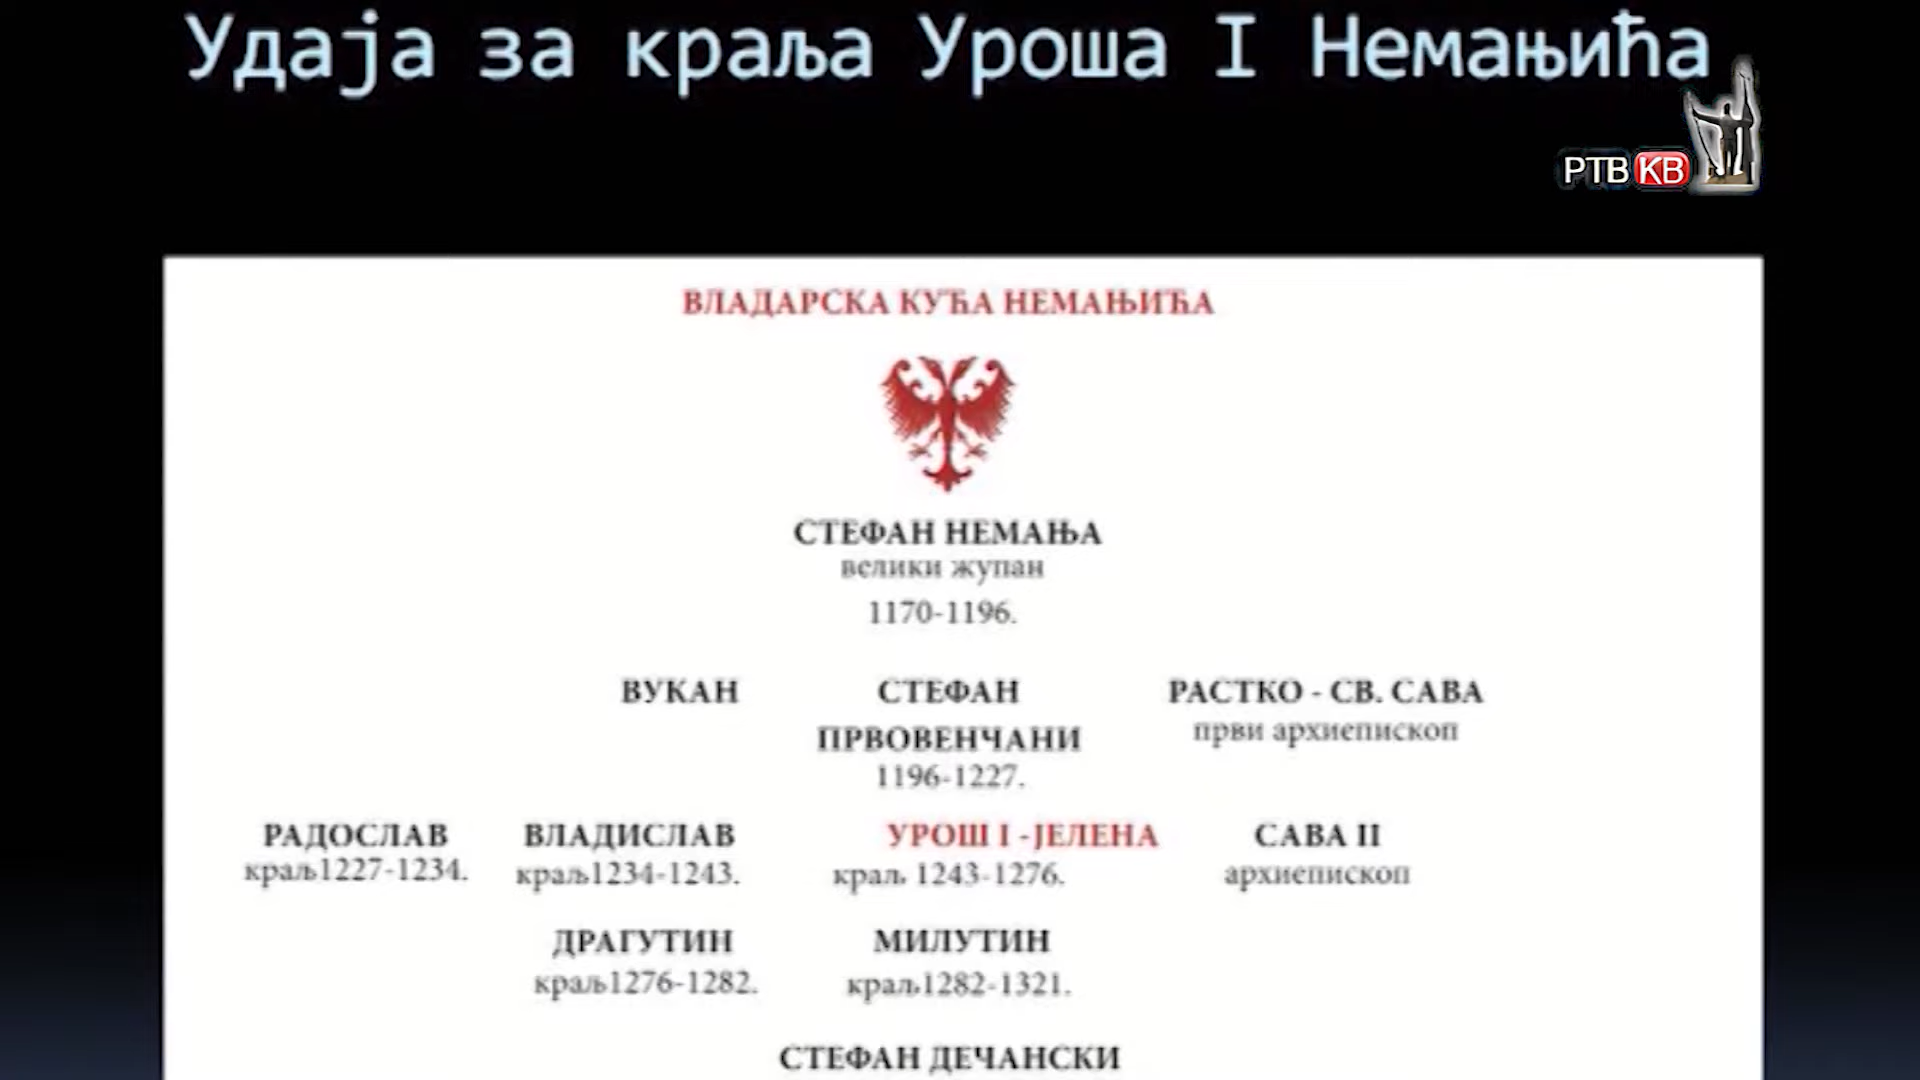 Удаја за краља Уроша I Немањића
РТВ КВ
ВЛАДАРСКА КУЋА НЕМАЊИЋА
СТЕФАН НЕМАЊА
велики жупан
1170-1196.
ВУКАН СТЕФАН РАСТКО - СВ. САВА
ПРВОВЕНЧАНИ први архиепископ
1196-1227.
РАДОСЛАВ ВЛАДИСЛАВ УРОШ I -ЈЕЛЕНА САВА II
краљ1227-1234. краљ1234-1243. краљ 1243-1276. архиепископ
ДРАГУТИН МИЛУТИН
краљ1276-1282. краљ1282-1321.
СТЕФАН ДЕЧАНСКИ